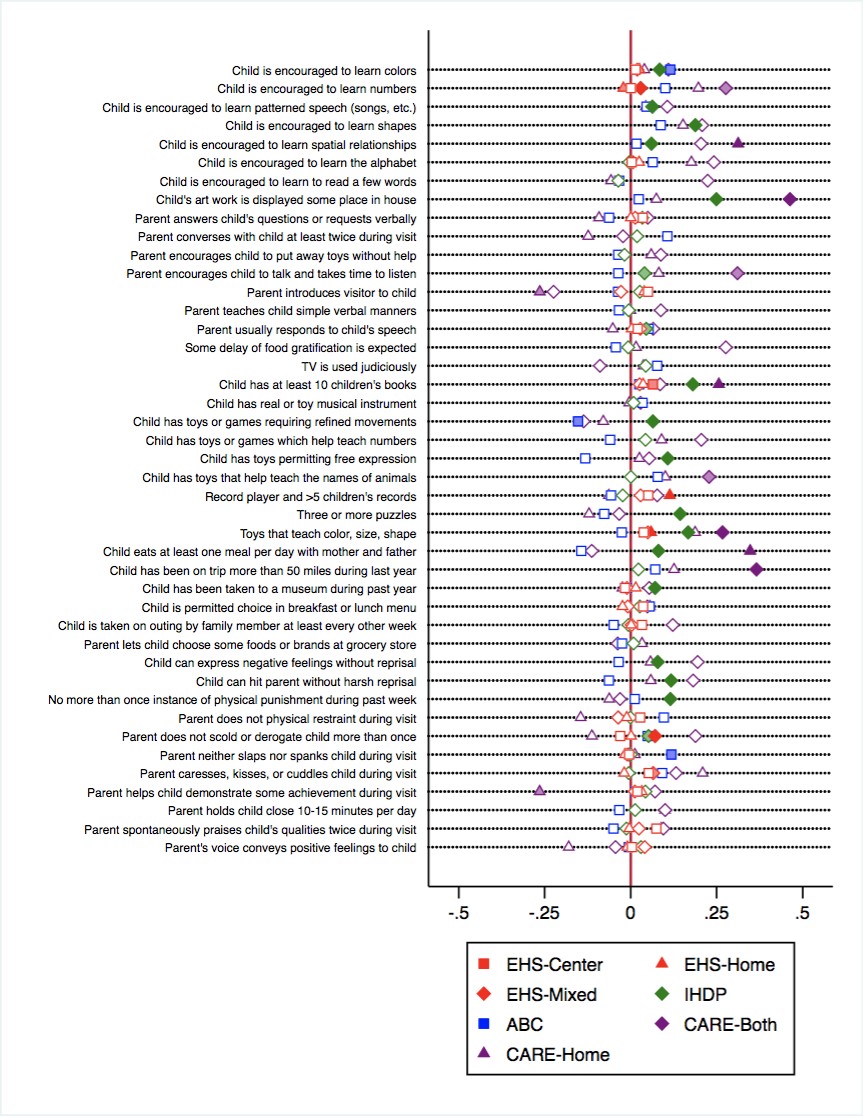 Child is encouraged to learn colors
Child is encouraged to learn numbers
Child is encouraged to learn patterned speech (songs, etc.)
Child is encouraged to learn shapes
Child is encouraged to learn spatial relationships
Child is encouraged to learn the alphabet
Child is encouraged to learn to read a few words
Child's art work is displayed some place in house
Parent answers child's questions or requests verbally
Parent converses with child at least twice during visit
Parent encourages child to put away toys without help
Parent encourages child to talk and takes time to listen
Parent introduces visitor to child
Parent teaches child simple verbal manners
Parent usually responds to child's speech
Some delay of food gratification is expected
TV is used judiciously
Child has at least 10 children's books
Child has real or toy musical instrument
Child has toys or games requiring refined movements
Child has toys or games which help teach numbers
Child has toys permitting free expression
Child has toys that help teach the names of animals
Record player and >5 children's records
Three or more puzzles
Toys that teach color, size, shape
Child eats at least one meal per day with mother and father
Child has been on trip more than 50 miles during last year
Child has been taken to a museum during past year
Child is permitted choice in breakfast or lunch menu
Child is taken on outing by family member at least every other week
Parent lets child choose some foods or brands at grocery store
Child can express negative feelings without reprisal
Child can hit parent without harsh reprisal
No more than once instance of physical punishment during past week
Parent does not physical restraint during visit
Parent does not scold or derogate child more than once
Parent neither slaps nor spanks child during visit
Parent caresses, kisses, or cuddles child during visit
Parent helps child demonstrate some achievement during visit
Parent holds child close 10-15 minutes per day
Parent spontaneously praises child's qualities twice during visit
Parent's voice conveys positive feelings to child
-.5 -.25 0 .25 .5
EHS-Center EHS-Home
EHS-Mixed IHDP
ABC CARE-Both
CARE-Home